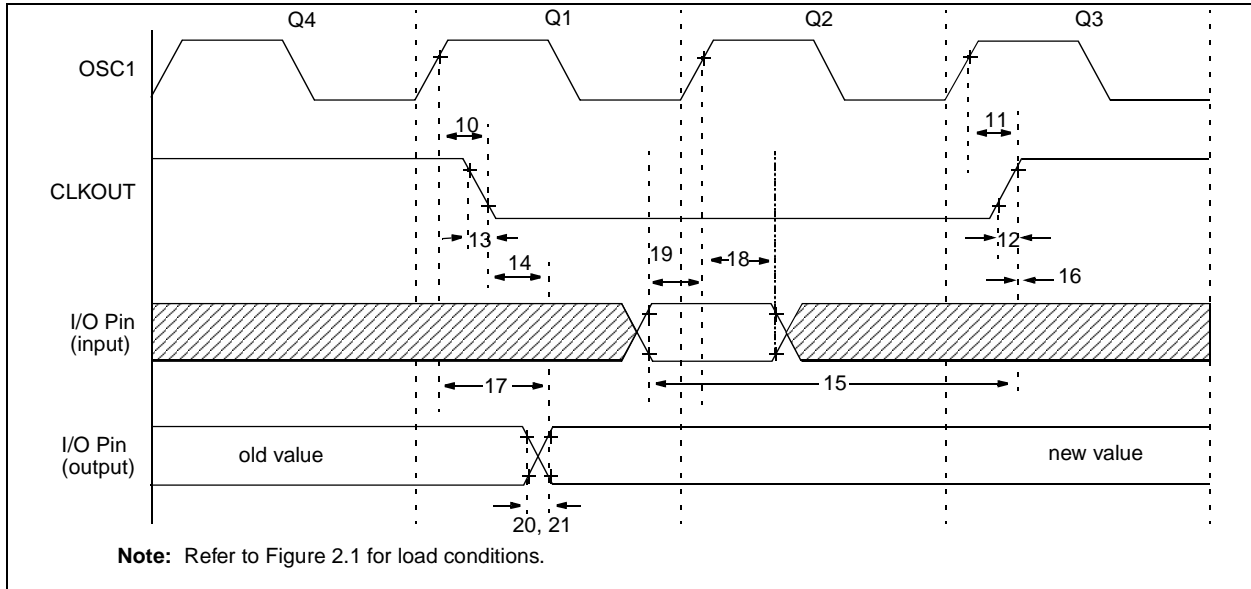 Q4 Q1 Q2 Q3
OSC1
10 11
CLKOUT
13 12
14 19 18 16
I/O Pin
(input)
17 15
I/O Pin
(output)
old value new value
20, 21
Note: Refer to Figure 2.1 for load conditions.